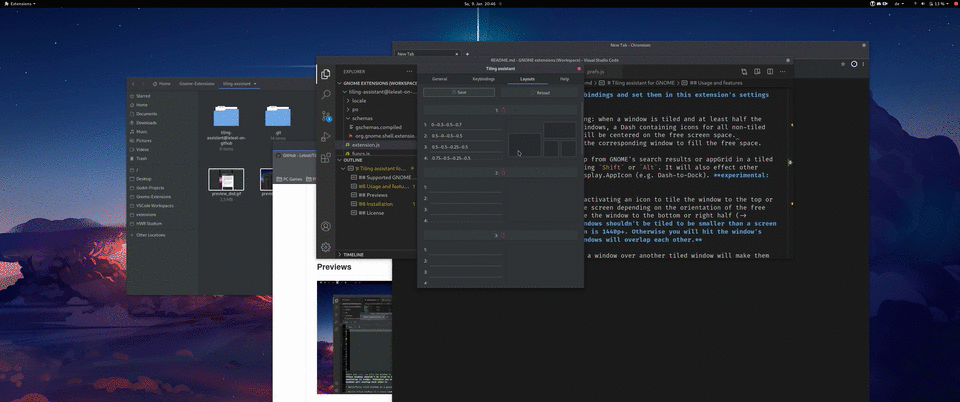 Extensions
Sa, 9. Jan 20:46
de
13 %
New Tab - Chromium
New Tab
README.md - GNOME extensions (Workspace) - Visual Studio Code
Tiling assistant
General
Keybindings
Layouts
Help
Save
Reload
1:
1: 0--0.3--0.5--0.7
2: 0.5--0--0.5--0.5
3: 0.5--0.5--0.25--0.5
4: 0.75--0.5--0.25--0.5
2:
1:
2:
3:
4:
3:
1:
2:
3:
4:
EXPLORER
GNOME EXTENSIONS (WORKSPACE)
tiling-assistant@leleat-on-...
locale
po
schemas
gschemas.compiled
org.gnome.shell.extension...
extension.js
funcs.js
OUTLINE
# Tiling assistant fo...
## Supported GNOME ...
## Usage and featu... 1
## Previews
## Installation 1
## License
TIMELINE
prefs.js
# Tiling assistant for GNOME
## Usage and features
bindings and set them in this extension's settings
ng: when a window is tiled and at least half the
indows, a Dash containing icons for all non-tiled
ll be centered on the free screen space.
the corresponding window to fill the free space.
p from GNOME's search results or appGrid in a tiled
ing `Shift` or `Alt`. It will also effect other
splay.AppIcon (e.g. Dash-to-Dock). **experimental:
activating an icon to tile the window to the top or
e screen depending on the orientation of the free
e the window to the bottom or right half (→
ndows shouldn't be tiled to be smaller than a screen
n is 1440p+. Otherwise you will hit the window's
ndows will overlap each other.**
a window over another tiled window will make them
Home
Gnome-Extensions
tiling-assistant
Starred
Home
Documents
Downloads
Music
Pictures
Videos
Trash
/
Desktop
Godot-Projects
Gnome-Extensions
VSCode Workspaces
extensions
HWR Studium
Other Locations
tiling-assistant@leleat-on-github
.git
preview_dnd.gif
GitHub - Leleat/Ti
PC Games
Previews